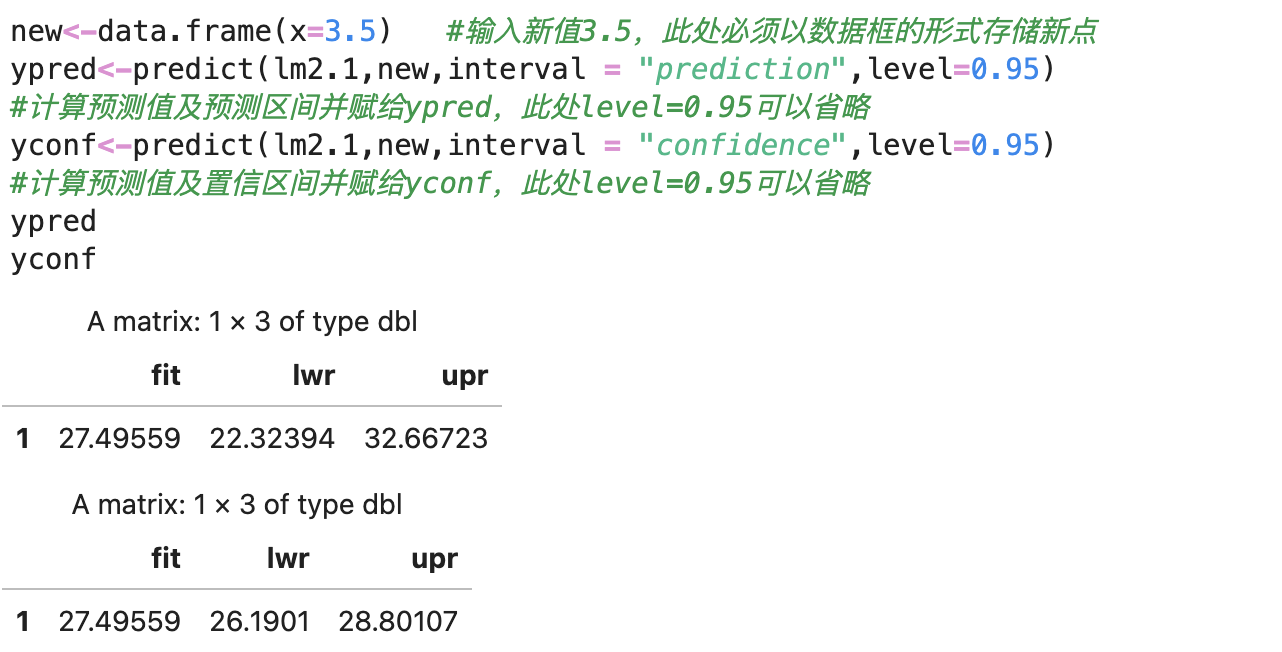 new<-data.frame(x=3.5)   #输入新值3.5，此处必须以数据框的形式存储新点
ypred<-predict(lm2.1,new,interval = "prediction",level=0.95)
#计算预测值及预测区间并赋给ypred，此处level=0.95可以省略
yconf<-predict(lm2.1,new,interval = "confidence",level=0.95)
#计算预测值及置信区间并赋给yconf，此处level=0.95可以省略
ypred
yconf
A matrix: 1 × 3 of type dbl
fit lwr upr
1 27.49559 22.32394 32.66723
A matrix: 1 × 3 of type dbl
fit lwr upr
1 27.49559 26.1901 28.80107